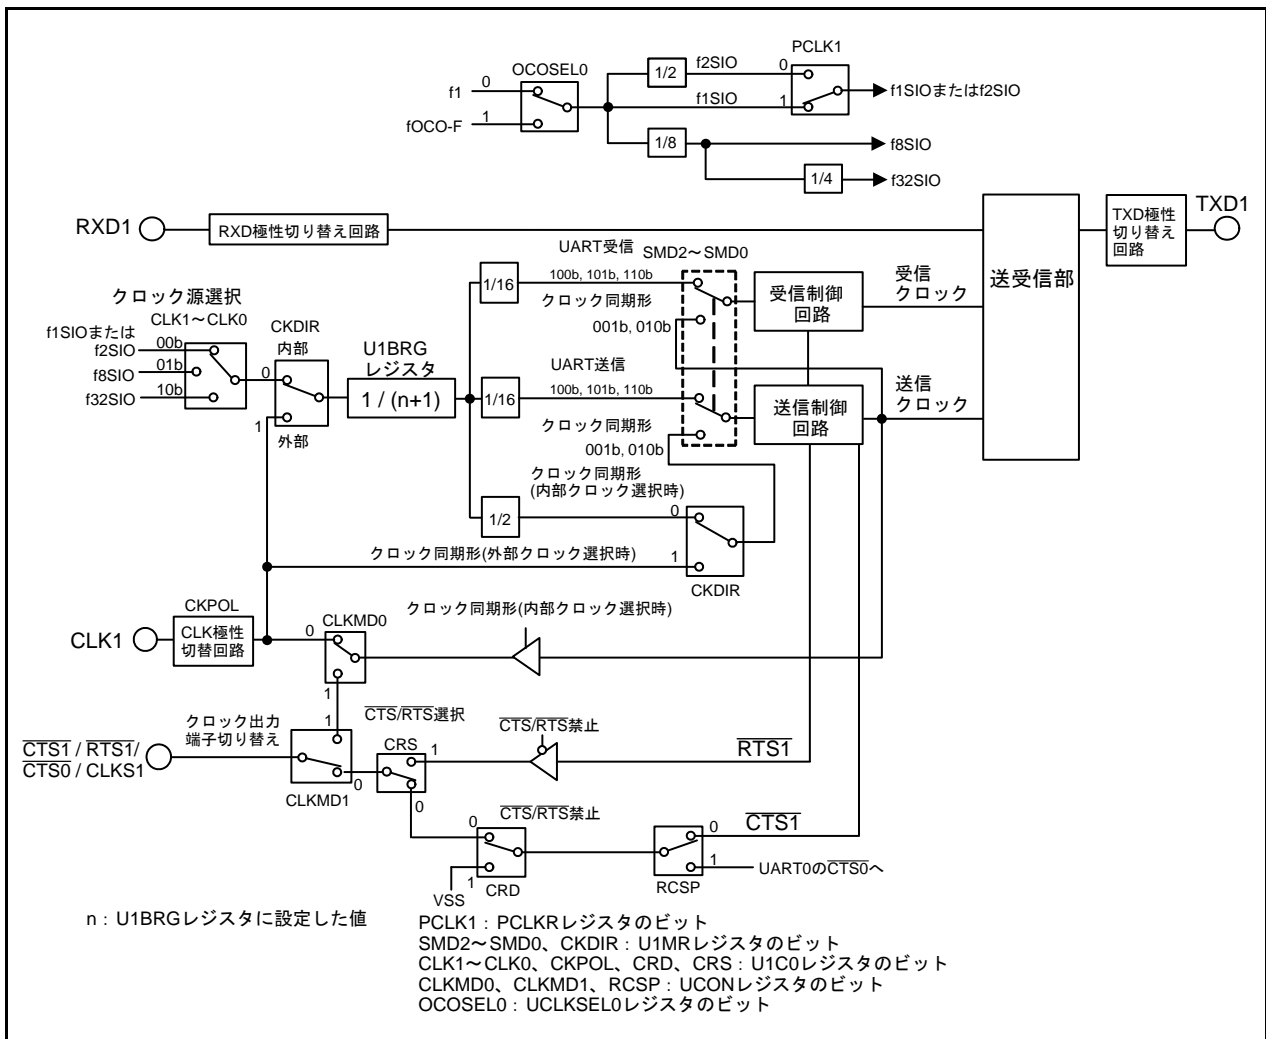 PCLK1
OCOSEL0
f1
0
fOCO-F
1
1/2
f2SIO
0
f1SIO
1
f1SIOまたはf2SIO
1/8
f8SIO
1/4
f32SIO
RXD1
RXD極性切り替え回路
TXD極性
切り替え
回路
TXD1
送受信部
UART受信
SMD2～SMD0
1/16
100b, 101b, 110b
クロック同期形
001b, 010b
受信制御
回路
受信
クロック
クロック源選択
CLK1～CLK0
f1SIOまたは
f2SIO
00b
f8SIO
01b
f32SIO
10b
CKDIR
内部
0
1
外部
U1BRG
レジスタ
1 / (n+1)
UART送信
1/16
100b, 101b, 110b
クロック同期形
001b, 010b
送信制御
回路
送信
クロック
クロック同期形
(内部クロック選択時)
1/2
0
クロック同期形(外部クロック選択時)
1
CKDIR
クロック同期形(内部クロック選択時)
CKPOL
CLK1
CLK極性
切替回路
0
CLKMD0
1
クロック出力
端子切り替え
1
C̅T̅S̅/R̅T̅S̅選択
C̅T̅S̅/R̅T̅S̅禁止
C̅T̅S̅1̅ / R̅T̅S̅1̅/
C̅T̅S̅0̅ / CLKS1
CRS
1
R̅T̅S̅1̅
0
CLKMD1
0
C̅T̅S̅/R̅T̅S̅禁止
0
0
C̅T̅S̅1̅
1
UART0のC̅T̅S̅0̅へ
1
VSS
CRD
RCSP
n：U1BRGレジスタに設定した値
PCLK1：PCLKRレジスタのビット
SMD2～SMD0、CKDIR：U1MRレジスタのビット
CLK1～CLK0、CKPOL、CRD、CRS：U1C0レジスタのビット
CLKMD0、CLKMD1、RCSP：UCONレジスタのビット
OCOSEL0：UCLKSEL0レジスタのビット